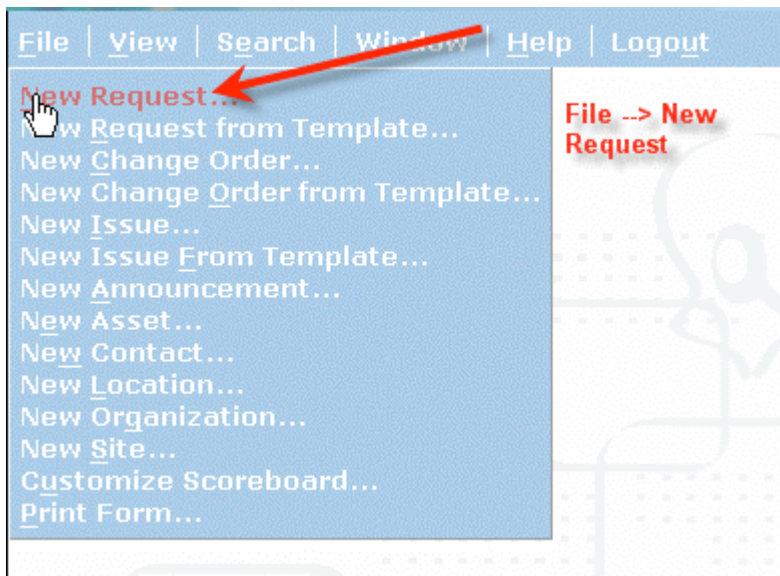 File | View | Search | Window | Help | Logout
New Request...
New Request from Template...
New Change Order...
New Change Order from Template...
New Issue...
New Issue From Template...
New Announcement...
New Asset...
New Contact...
New Location...
New Organization...
New Site...
Customize Scoreboard...
Print Form...
File --> New
Request